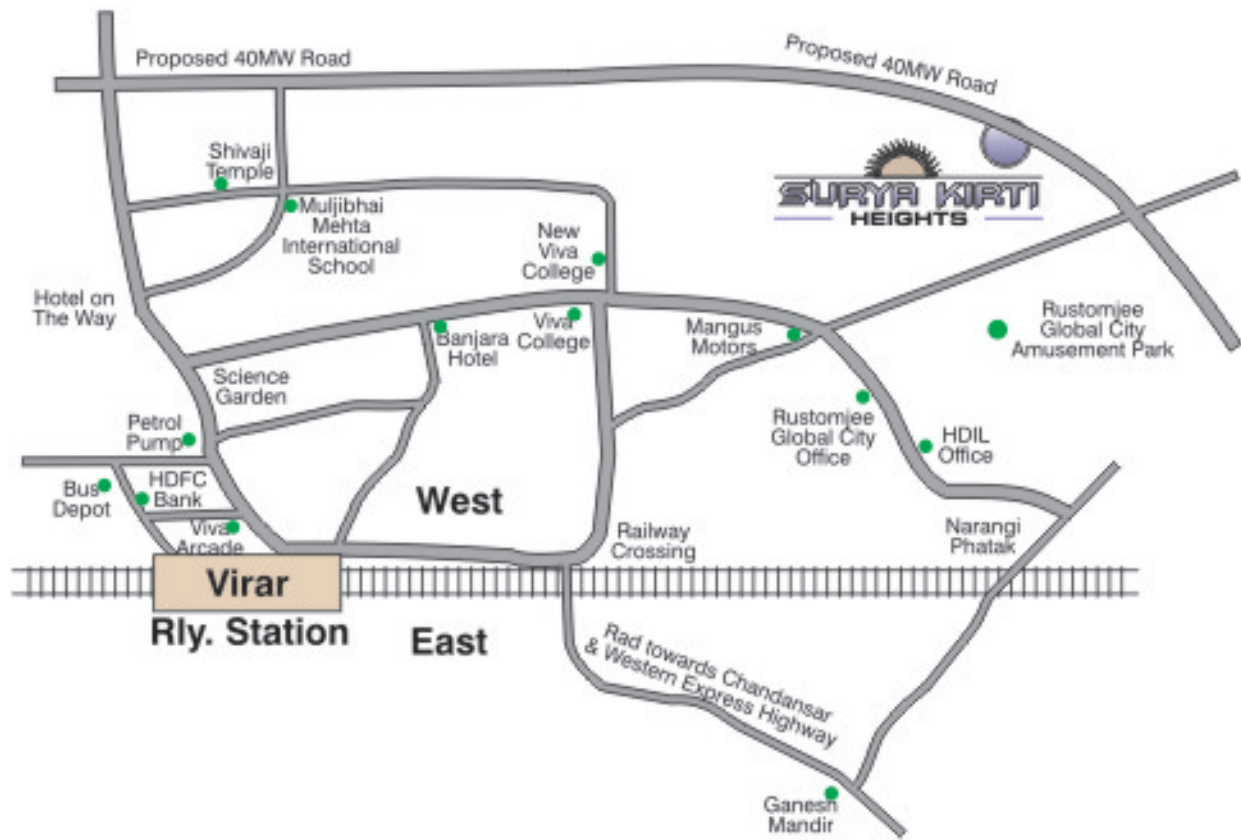 Proposed 40MW Road
Proposed 40MW Road
Shivaji
Temple
SURYA KIRTI
HEIGHTS
Muljibhai
Mehta
International
School
New
Viva
College
Hotel on
The Way
Banjara
Hotel
Viva
College
Mangus
Motors
Rustomjee
Global City
Amusement Park
Science
Garden
Petrol
Pump
Rustomjee
Global City
Office
HDIL
Office
Bus
Depot
HDFC
Bank
West
Viva
Arcade
Railway
Crossing
Narangi
Phatak
Virar
Rly. Station
East
Rad towards Chandansar
& Western Express Highway
Ganesh
Mandir